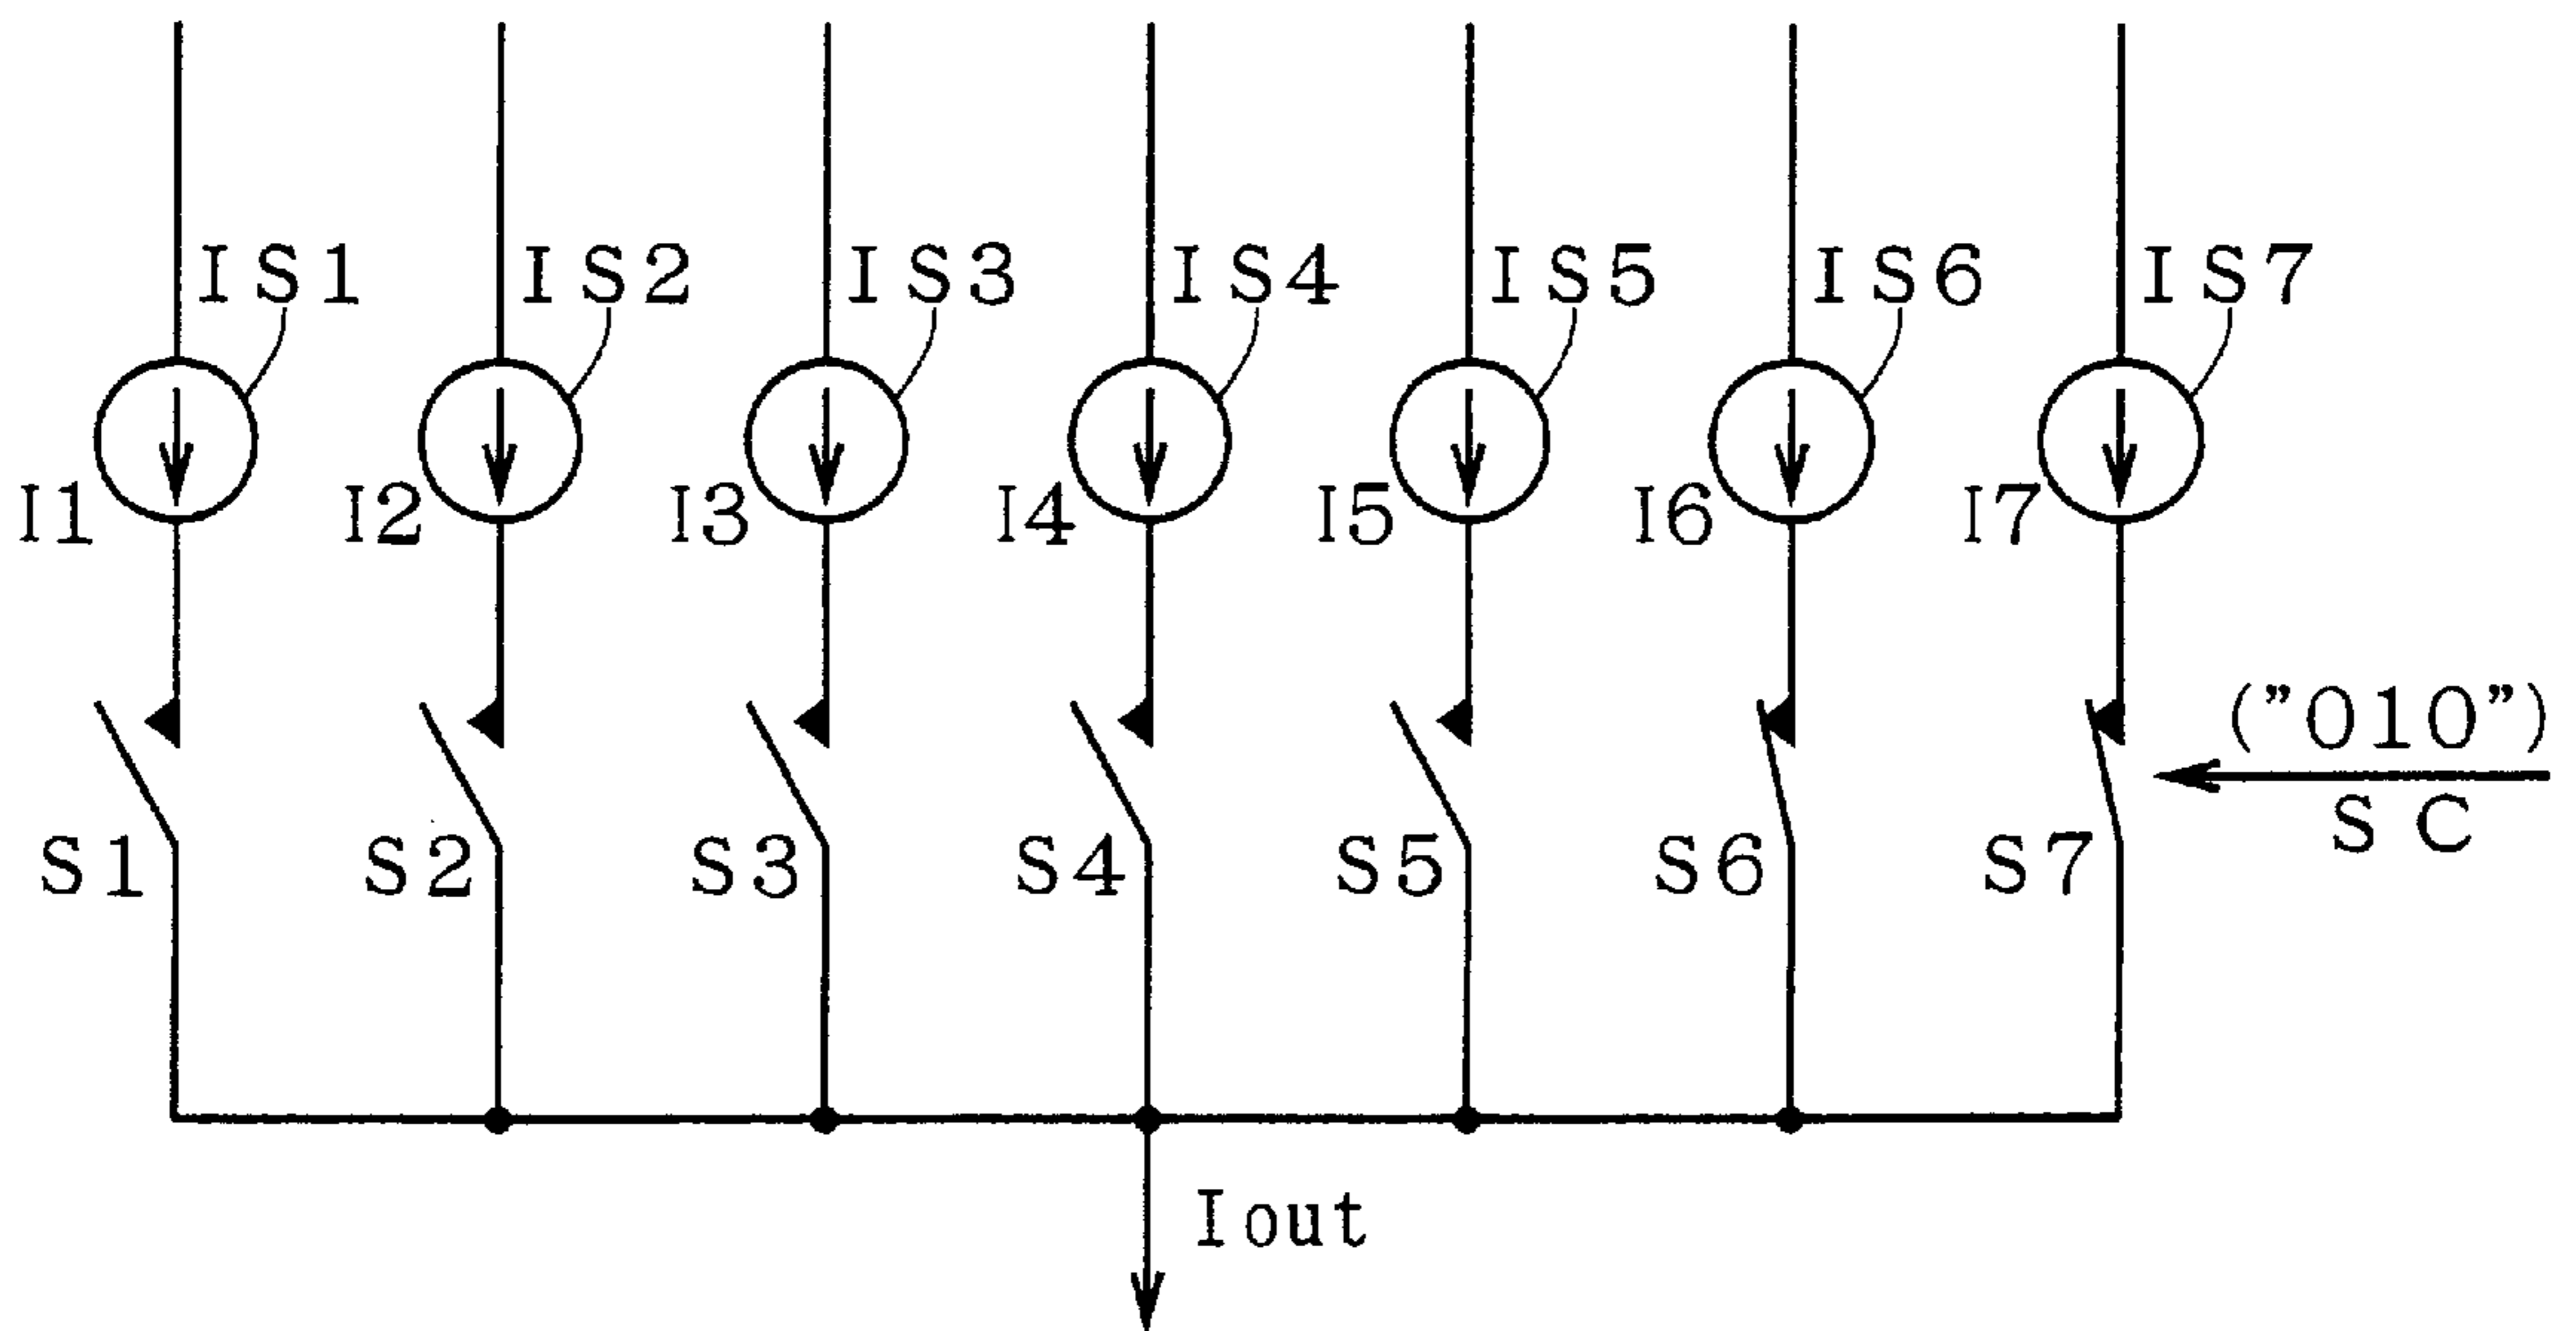 IS1 IS2 IS3 IS4 IS5 IS6 IS7
I1 I2 I3 I4 I5 I6 I7
("010")
SC
S1 S2 S3 S4 S5 S6 S7
Iout